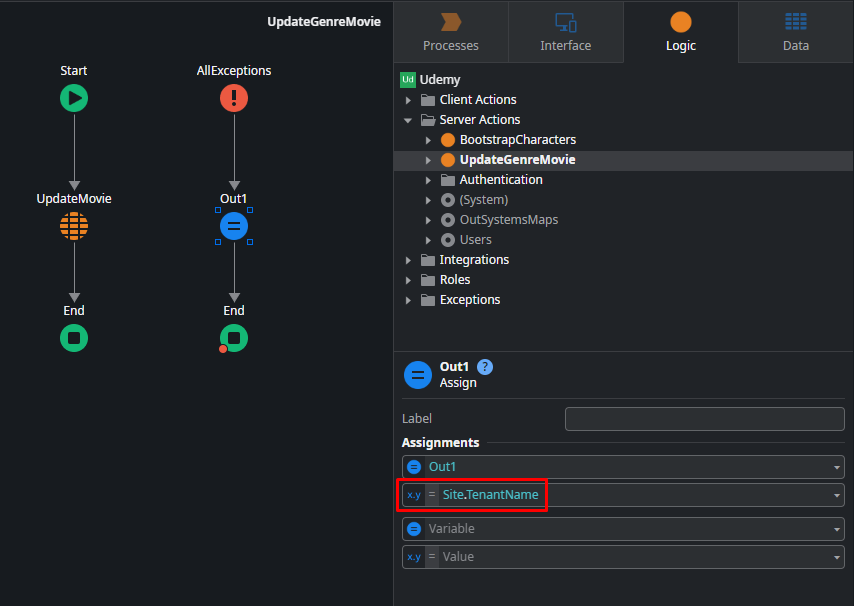 UpdateGenreMovie
Start
AllExceptions
UpdateMovie
Out1
End
End
Processes
Interface
Logic
Data
Ud Udemy
Client Actions
Server Actions
BootstrapCharacters
UpdateGenreMovie
Authentication
(System)
OutSystemsMaps
Users
Integrations
Roles
Exceptions
Out1 ?
Assign
Label
Assignments
= Out1
x.y = Site.TenantName
= Variable
x.y = Value